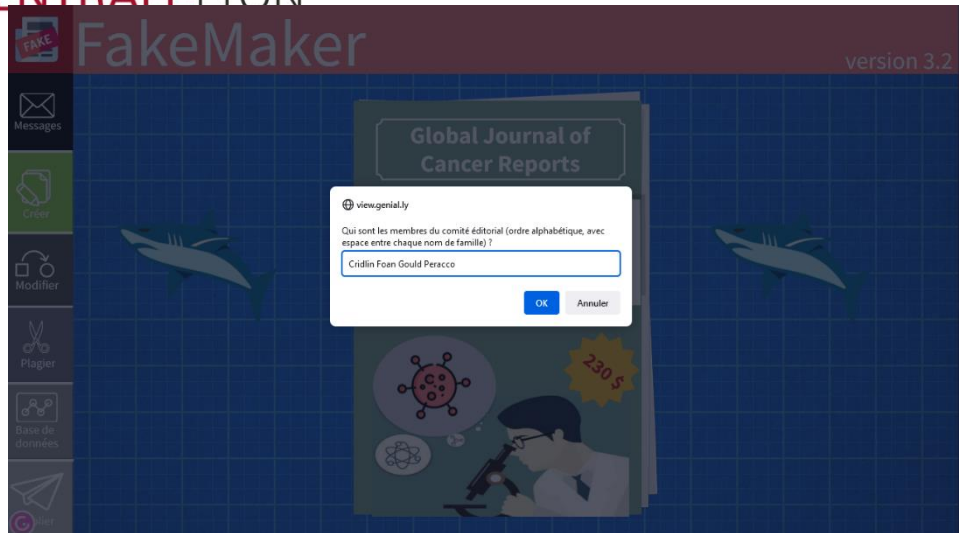 FAKE
FakeMaker
version 3.2
Messages
Créer
Modifier
Plagier
Base de
données
Global Journal of
Cancer Reports
view.genial.ly
Qui sont les membres du comité éditorial (ordre alphabétique, avec
espace entre chaque nom de famille) ?
Cridlin Foan Gould Peracco
OK
Annuler
230 $
G